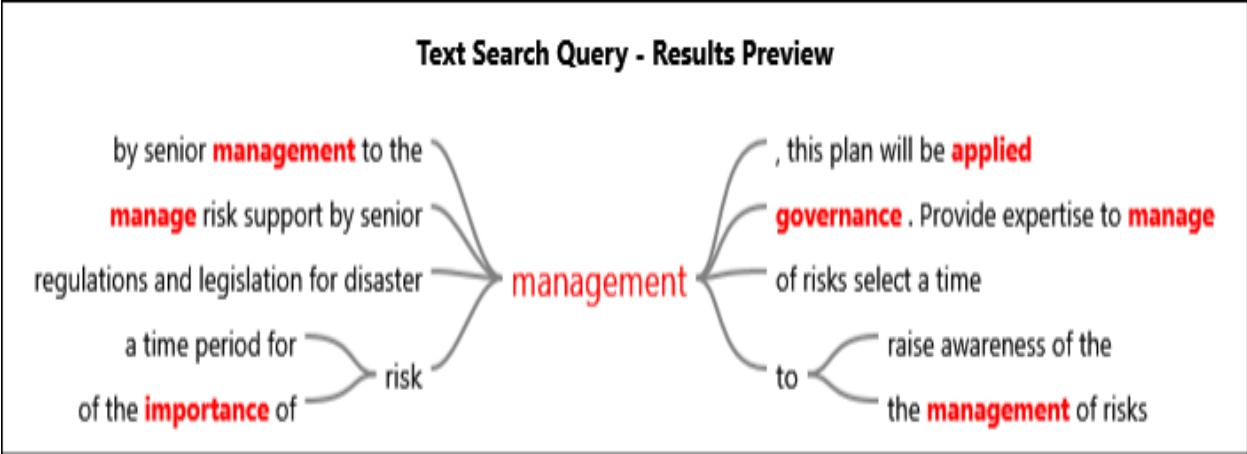 Text Search Query - Results Preview
by senior management to the
manage risk support by senior
regulations and legislation for disaster
a time period for
of the importance of
risk
management
, this plan will be applied
governance . Provide expertise to manage
of risks select a time
to
raise awareness of the
the management of risks